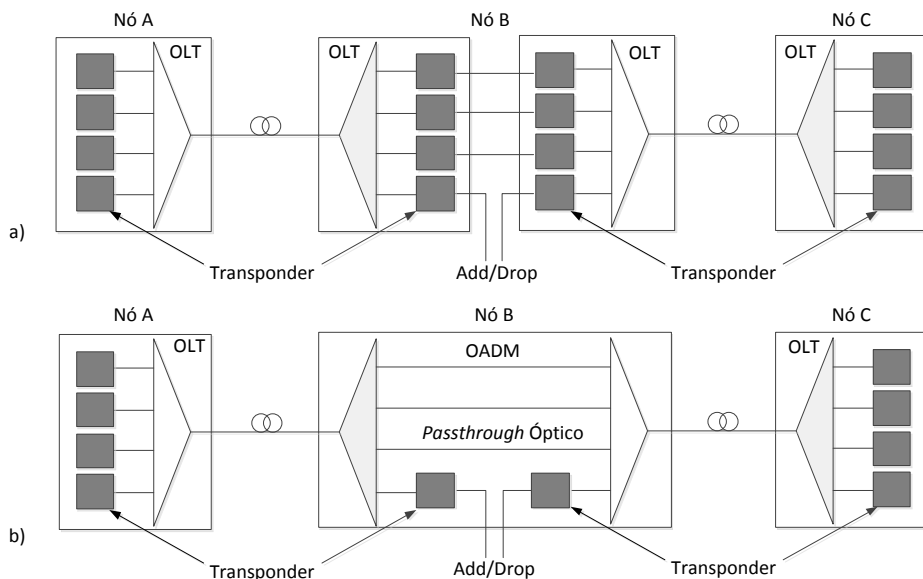 Nó A
Nó B
Nó C
OLT
OLT
OLT
OLT
a)
Transponder
Add/Drop
Transponder
Nó A
Nó B
Nó C
OLT
OADM
OLT
Passthrough Óptico
b)
Transponder
Add/Drop
Transponder